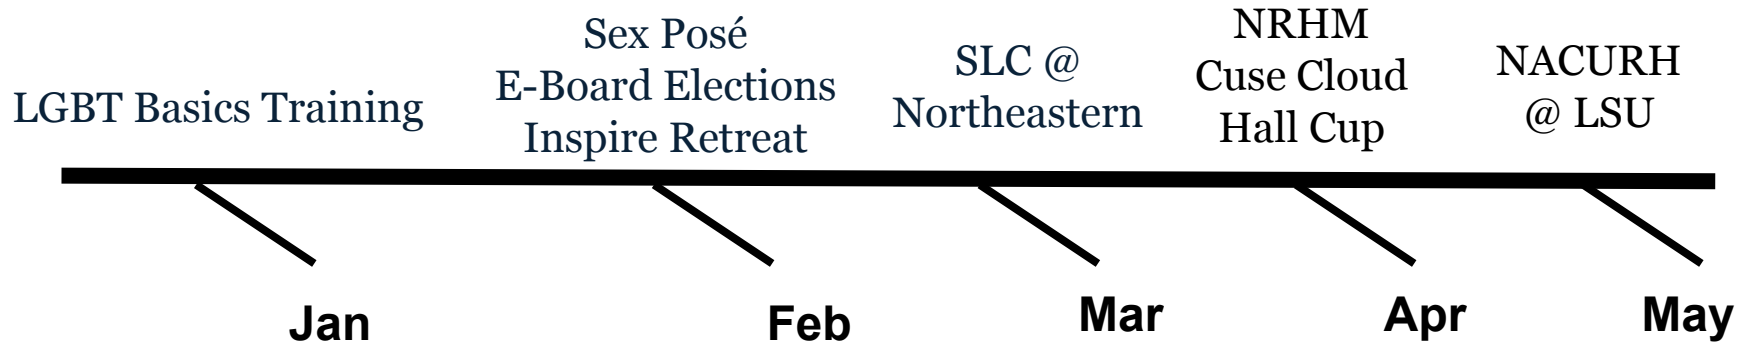 LGBT Basics Training
Sex Posé
E-Board Elections
Inspire Retreat
SLC @
Northeastern
NRHM
Cuse Cloud
Hall Cup
NACURH
@ LSU
Jan
Feb
Mar
Apr
May